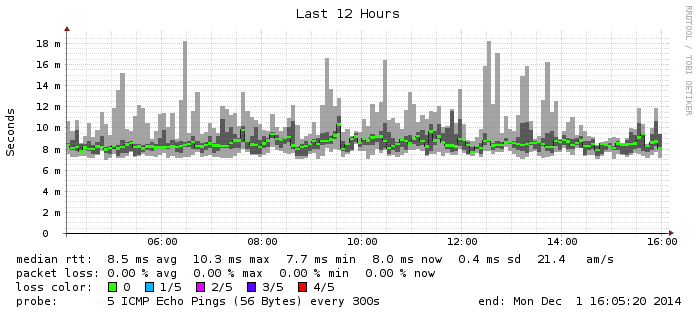 Last 12 Hours
RRDTOOL / TOBI OETIKER
Seconds
18 m
16 m
14 m
12 m
10 m
8 m
6 m
4 m
2 m
0
06:00 08:00 10:00 12:00 14:00 16:00
median rtt: 8.5 ms avg 10.3 ms max 7.7 ms min 8.0 ms now 0.4 ms sd 21.4 am/s
packet loss: 0.00 % avg 0.00 % max 0.00 % min 0.00 % now
loss color: 0 1/5 2/5 3/5 4/5
probe: 5 ICMP Echo Pings (56 Bytes) every 300s end: Mon Dec 1 16:05:20 2014